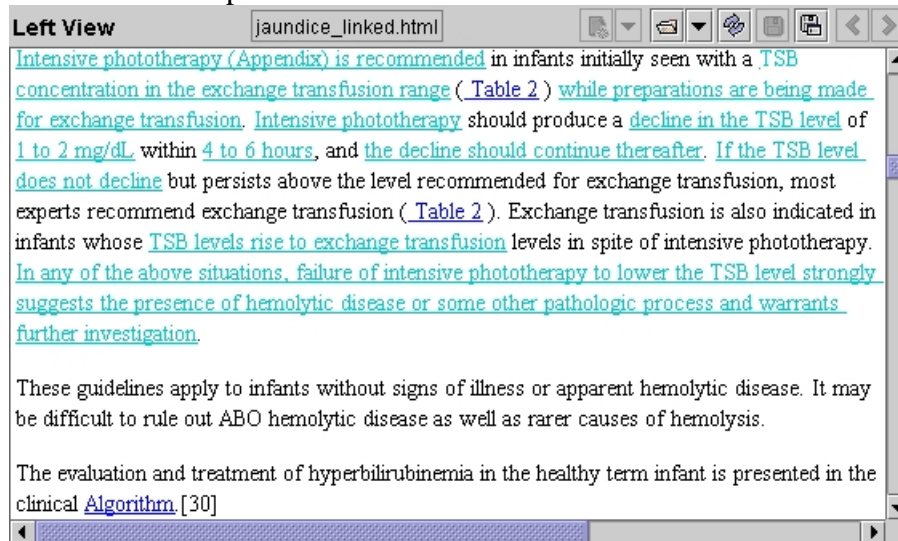 Left View jaundice_linked.html
Intensive phototherapy (Appendix) is recommended in infants initially seen with a TSB
concentration in the exchange transfusion range ( Table 2 ) while preparations are being made
for exchange transfusion. Intensive phototherapy should produce a decline in the TSB level of
1 to 2 mg/dL within 4 to 6 hours, and the decline should continue thereafter. If the TSB level
does not decline but persists above the level recommended for exchange transfusion, most
experts recommend exchange transfusion ( Table 2 ). Exchange transfusion is also indicated in
infants whose TSB levels rise to exchange transfusion levels in spite of intensive phototherapy.
In any of the above situations, failure of intensive phototherapy to lower the TSB level strongly
suggests the presence of hemolytic disease or some other pathologic process and warrants
further investigation.
These guidelines apply to infants without signs of illness or apparent hemolytic disease. It may
be difficult to rule out ABO hemolytic disease as well as rarer causes of hemolysis.
The evaluation and treatment of hyperbilirubinemia in the healthy term infant is presented in the
clinical Algorithm.[30]